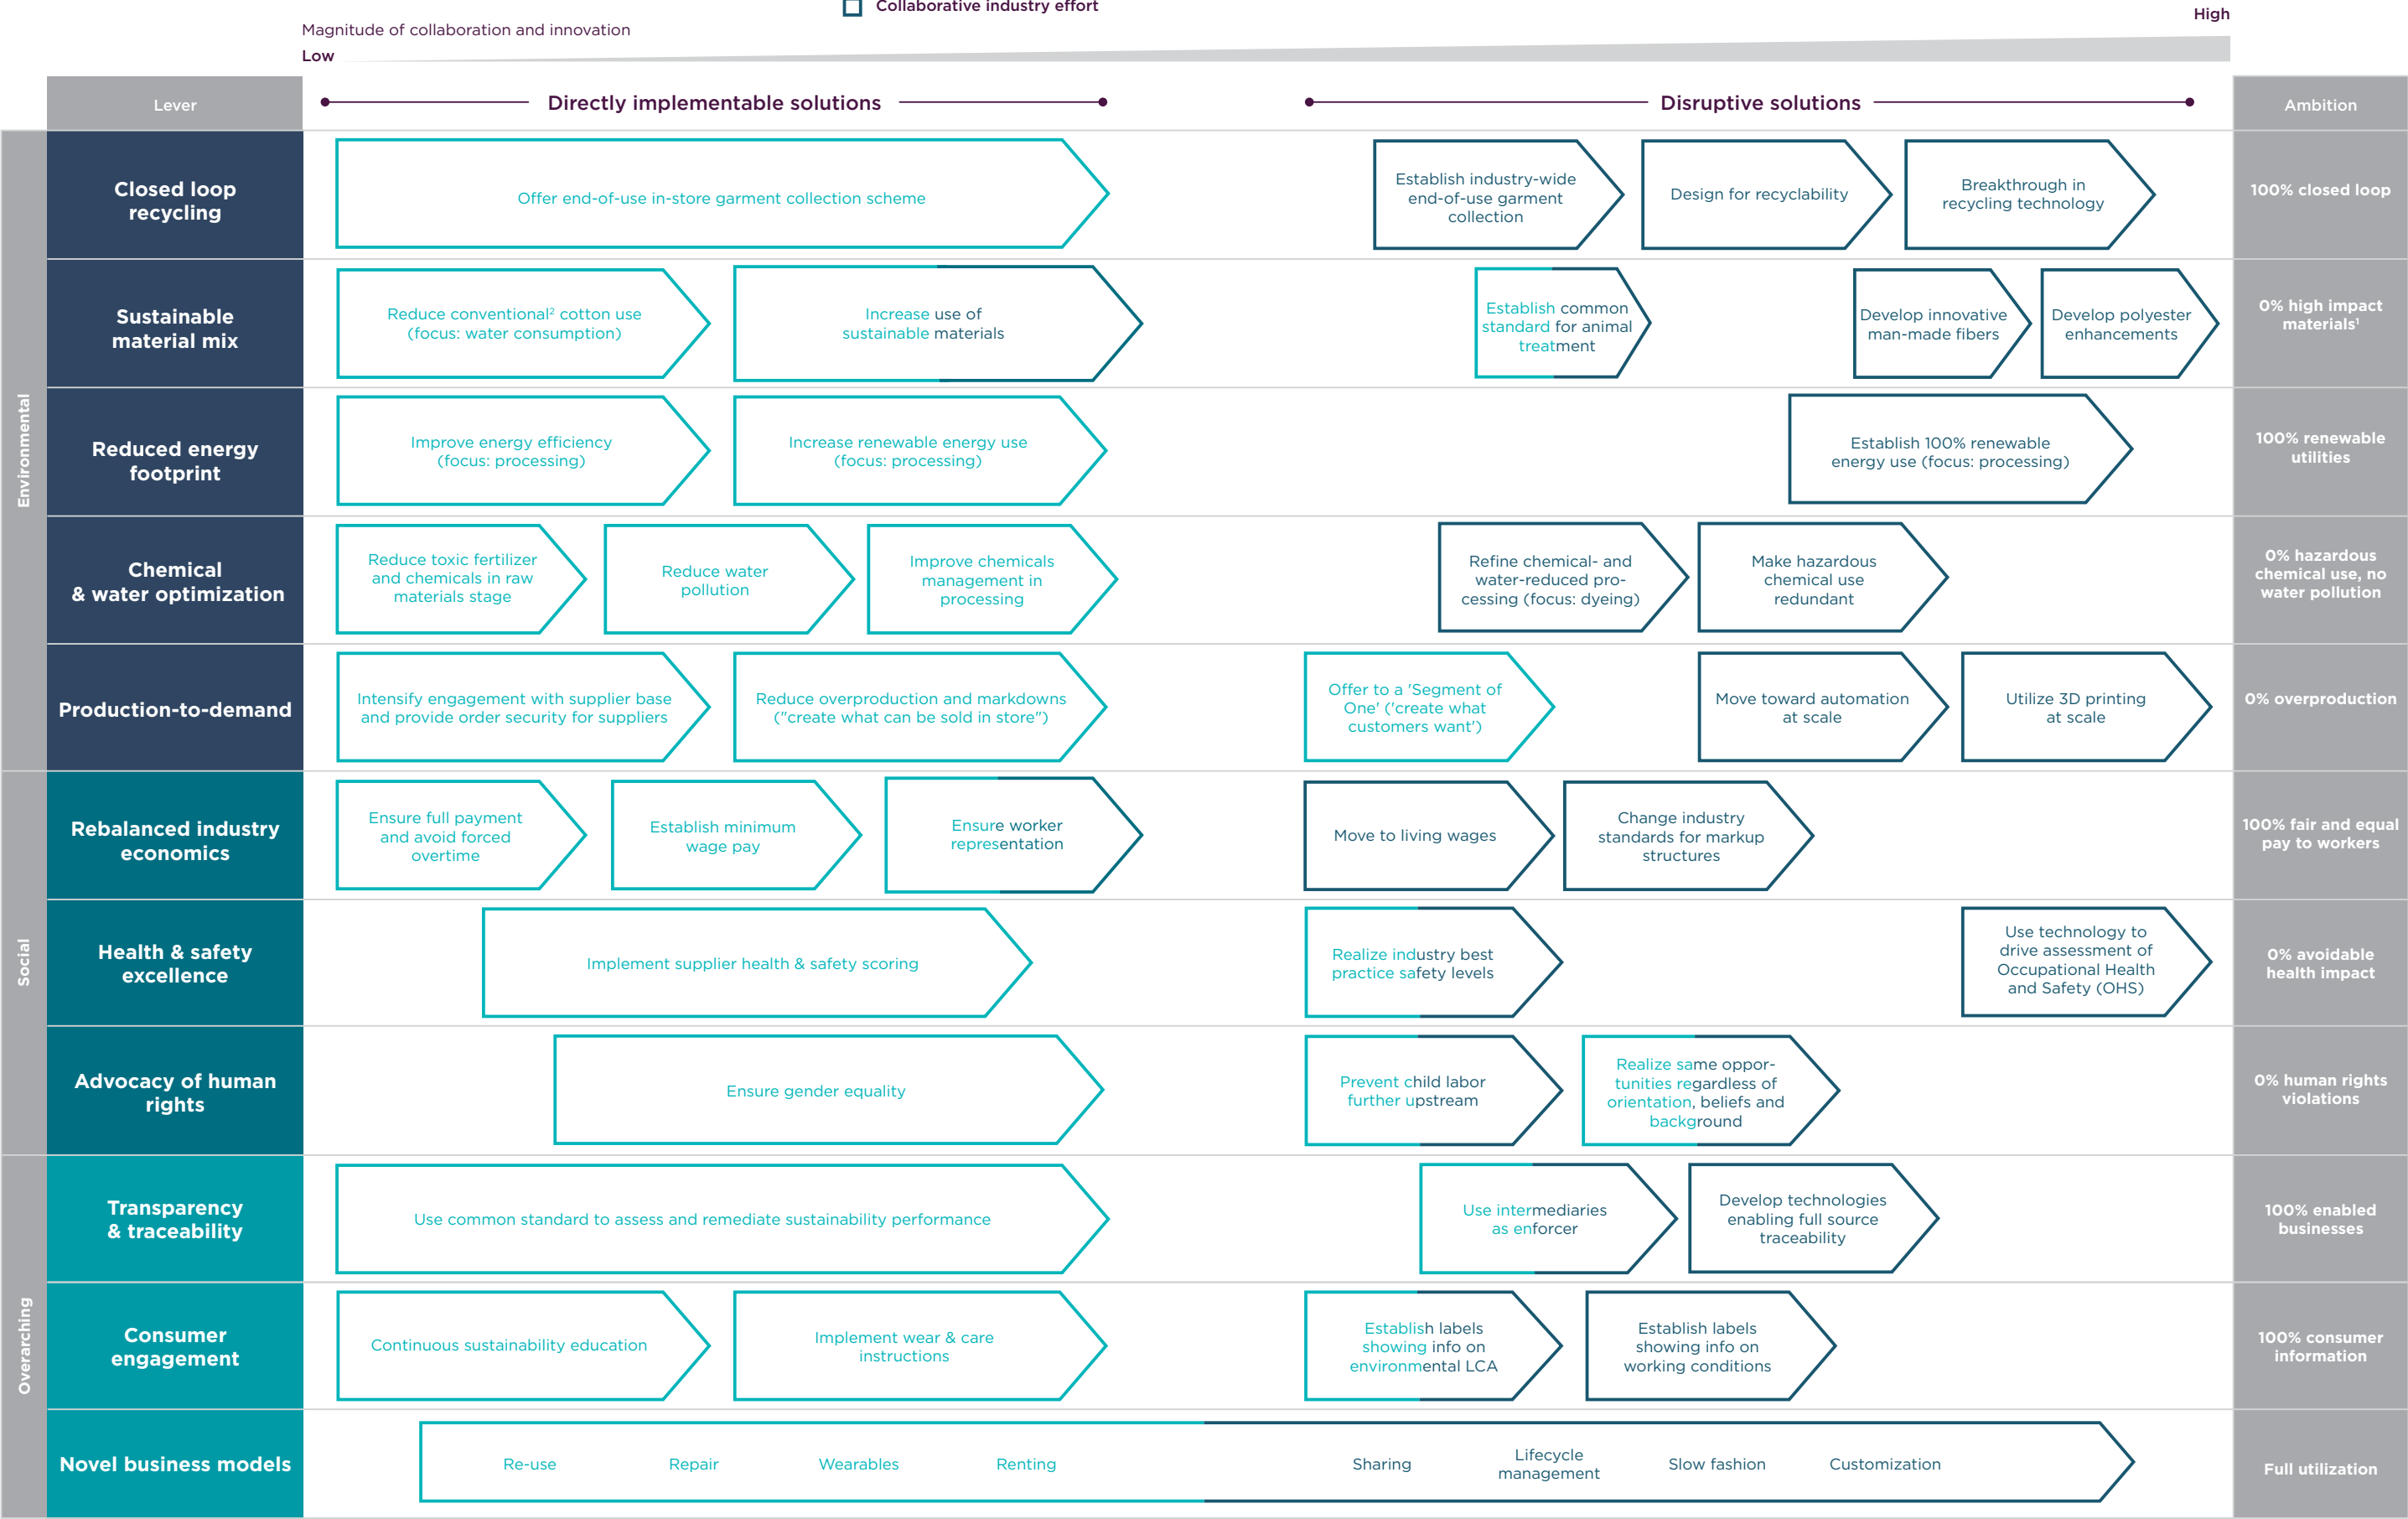 Collaborative industry effort
Magnitude of collaboration and innovation
High
Low
Lever
Directly implementable solutions
Disruptive solutions
Ambition
Environmental
Closed loop
recycling
Offer end-of-use in-store garment collection scheme
Establish industry-wide
end-of-use garment
collection
Design for recyclability
Breakthrough in
recycling technology
100% closed loop
Sustainable
material mix
Reduce conventional² cotton use
(focus: water consumption)
Increase use of
sustainable materials
Establish common
standard for animal
treatment
Develop innovative
man-made fibers
Develop polyester
enhancements
0% high impact
materials¹
Reduced energy
footprint
Improve energy efficiency
(focus: processing)
Increase renewable energy use
(focus: processing)
Establish 100% renewable
energy use (focus: processing)
100% renewable
utilities
Chemical
& water optimization
Reduce toxic fertilizer
and chemicals in raw
materials stage
Reduce water
pollution
Improve chemicals
management in
processing
Refine chemical- and
water-reduced pro-
cessing (focus: dyeing)
Make hazardous
chemical use
redundant
0% hazardous
chemical use, no
water pollution
Production-to-demand
Intensify engagement with supplier base
and provide order security for suppliers
Reduce overproduction and markdowns
("create what can be sold in store")
Offer to a 'Segment of
One' ('create what
customers want')
Move toward automation
at scale
Utilize 3D printing
at scale
0% overproduction
Social
Rebalanced industry
economics
Ensure full payment
and avoid forced
overtime
Establish minimum
wage pay
Ensure worker
representation
Move to living wages
Change industry
standards for markup
structures
100% fair and equal
pay to workers
Health & safety
excellence
Implement supplier health & safety scoring
Realize industry best
practice safety levels
Use technology to
drive assessment of
Occupational Health
and Safety (OHS)
0% avoidable
health impact
Advocacy of human
rights
Ensure gender equality
Prevent child labor
further upstream
Realize same oppor-
tunities regardless of
orientation, beliefs and
background
0% human rights
violations
Overarching
Transparency
& traceability
Use common standard to assess and remediate sustainability performance
Use intermediaries
as enforcer
Develop technologies
enabling full source
traceability
100% enabled
businesses
Consumer
engagement
Continuous sustainability education
Implement wear & care
instructions
Establish labels
showing info on
environmental LCA
Establish labels
showing info on
working conditions
100% consumer
information
Novel business models
Re-use
Repair
Wearables
Renting
Sharing
Lifecycle
management
Slow fashion
Customization
Full utilization